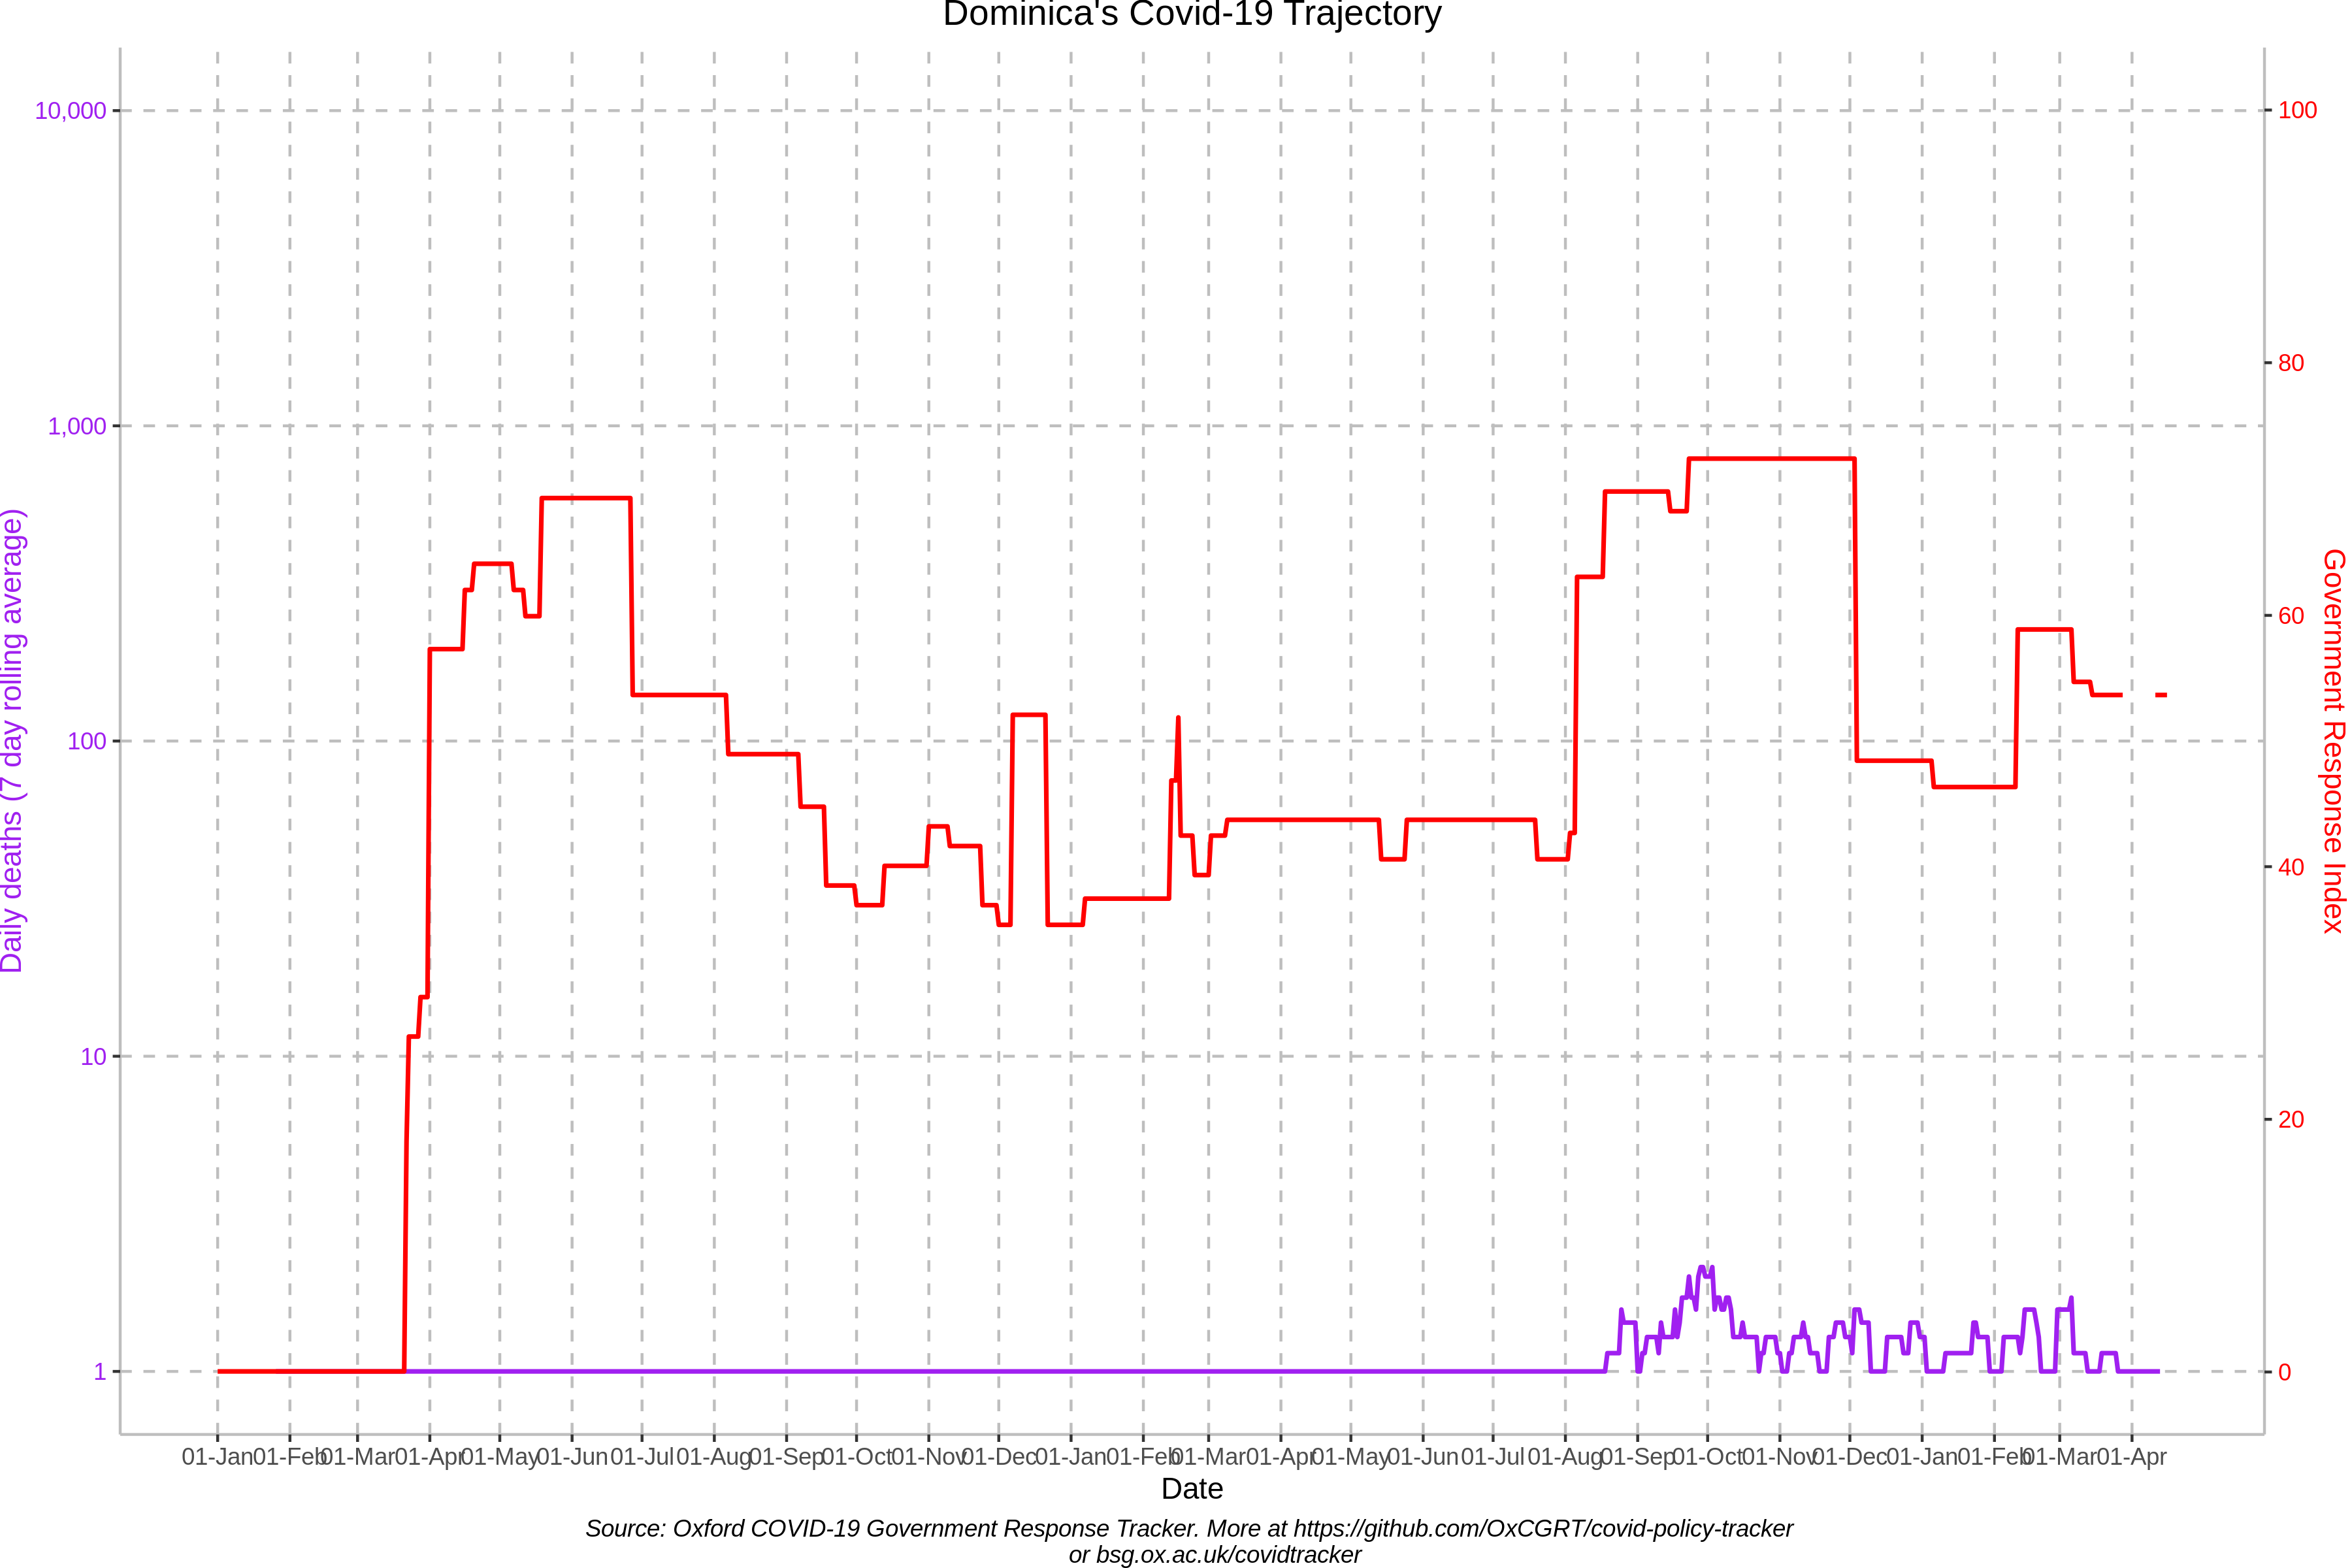 Dominica's Covid-19 Trajectory
10,000
1,000
100
10
1
Daily deaths (7 day rolling average)
100
80
60
40
20
0
Government Response Index
01-Jan 01-Feb 01-Mar 01-Apr 01-May 01-Jun 01-Jul 01-Aug 01-Sep 01-Oct 01-Nov 01-Dec 01-Jan 01-Feb 01-Mar 01-Apr 01-May 01-Jun 01-Jul 01-Aug 01-Sep 01-Oct 01-Nov 01-Dec 01-Jan 01-Feb 01-Mar 01-Apr
Date
Source: Oxford COVID-19 Government Response Tracker. More at https://github.com/OxCGRT/covid-policy-tracker
or bsg.ox.ac.uk/covidtracker